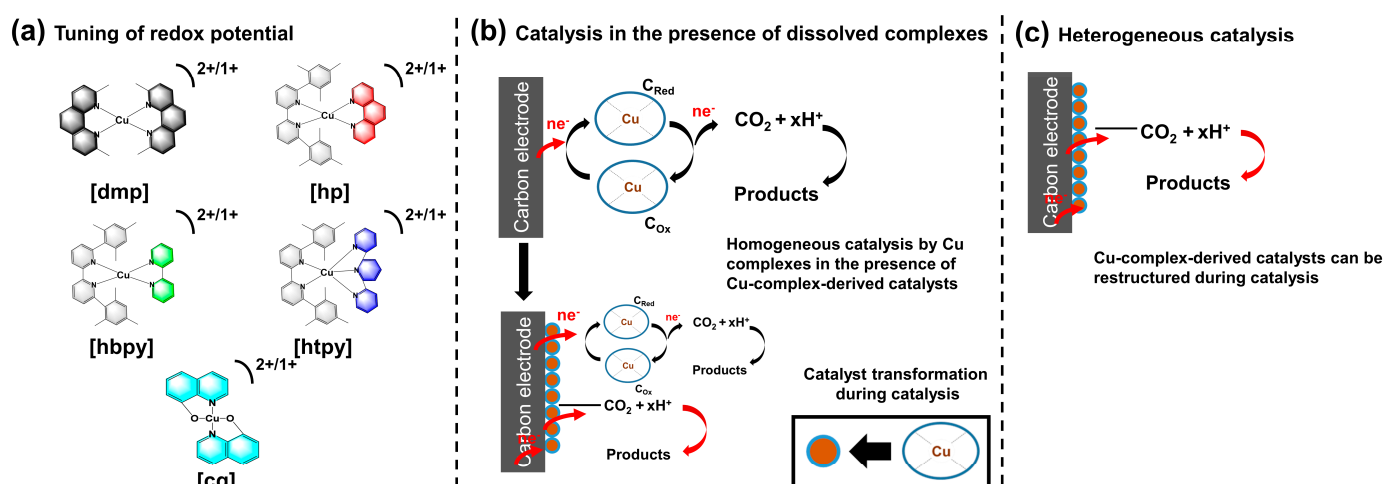 (a) Tuning of redox potential
2+/1+
N
N
Cu
N
N
[dmp]
2+/1+
N
N
Cu
N
N
[hp]
2+/1+
N
N
Cu
N
N
[hbpy]
2+/1+
N
N
Cu
N
N
N
[htpy]
2+/1+
N
O
Cu
O
N
[cq]
(b) Catalysis in the presence of dissolved complexes
Carbon electrode
ne-
CRed
Cu
Cu
COx
ne-
CO2 + xH+
Products
Homogeneous catalysis by Cu
complexes in the presence of
Cu-complex-derived catalysts
Carbon electrode
ne-
CRed
Cu
Cu
COx
ne-
CO2 + xH+
Products
CO2 + xH+
ne-
Products
Catalyst transformation
during catalysis
Cu
(c) Heterogeneous catalysis
Carbon electrode
ne-
CO2 + xH+
Products
Cu-complex-derived catalysts can be
restructured during catalysis